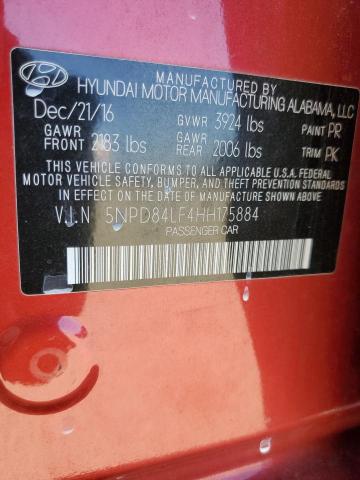 MANUFACTURED BY
HYUNDAI MOTOR MANUFACTURING ALABAMA, LLC
Dec/21/16 GVWR 3924 lbs PAINT PR
GAWR FRONT 2183 lbs GAWR REAR 2006 lbs TRIM PK
THIS VEHICLE CONFORMS TO ALL APPLICABLE U.S.A. FEDERAL
MOTOR VEHICLE SAFETY, BUMPER, AND THEFT PREVENTION
STANDARDS IN EFFECT ON THE DATE OF MANUFACTURE
SHOWN ABOVE.
V.I.N 5NPD84LF4HH175884
PASSENGER CAR